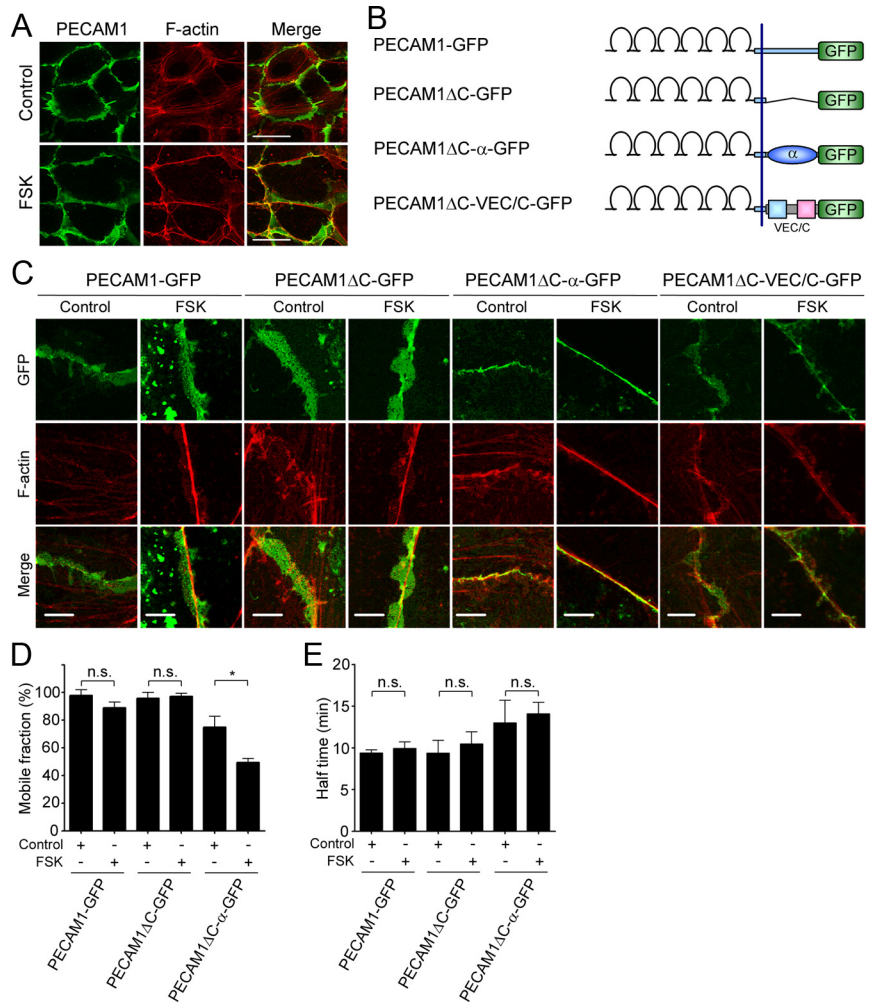 A
PECAM1 F-actin Merge
Control
FSK
B
PECAM1-GFP
GFP
PECAM1ΔC-GFP
GFP
PECAM1ΔC-α-GFP
α
GFP
PECAM1ΔC-VEC/C-GFP
GFP
VEC/C
C
PECAM1-GFP PECAM1ΔC-GFP PECAM1ΔC-α-GFP PECAM1ΔC-VEC/C-GFP
Control FSK Control FSK Control FSK Control FSK
GFP
F-actin
Merge
D
Mobile fraction (%)
100
80
60
40
20
0
n.s. n.s. *
Control + - + - + -
FSK - + - + - +
PECAM1-GFP
PECAM1ΔC-GFP
PECAM1ΔC-α-GFP
E
Half time (min)
20
15
10
5
0
n.s. n.s. n.s.
Control + - + - + -
FSK - + - + - +
PECAM1-GFP
PECAM1ΔC-GFP
PECAM1ΔC-α-GFP